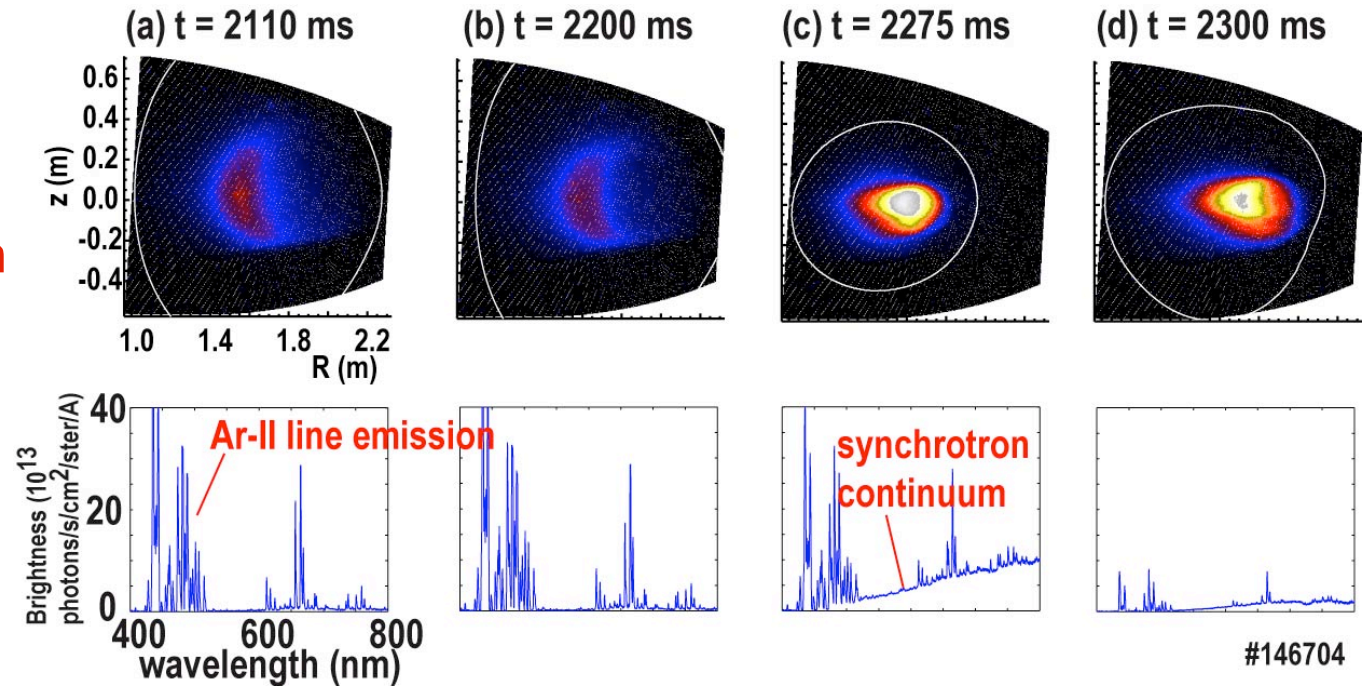 (a) t = 2110 ms
(b) t = 2200 ms
(c) t = 2275 ms
(d) t = 2300 ms
0.6
0.4
0.2
0.0
-0.2
-0.4
z (m)
n
1.0 1.4 1.8 2.2
R (m)
Brightness (10^13
photons/s/cm^2/ster/A)
40
20
0
Ar-II line emission
synchrotron
continuum
400 600 800
wavelength (nm)
#146704